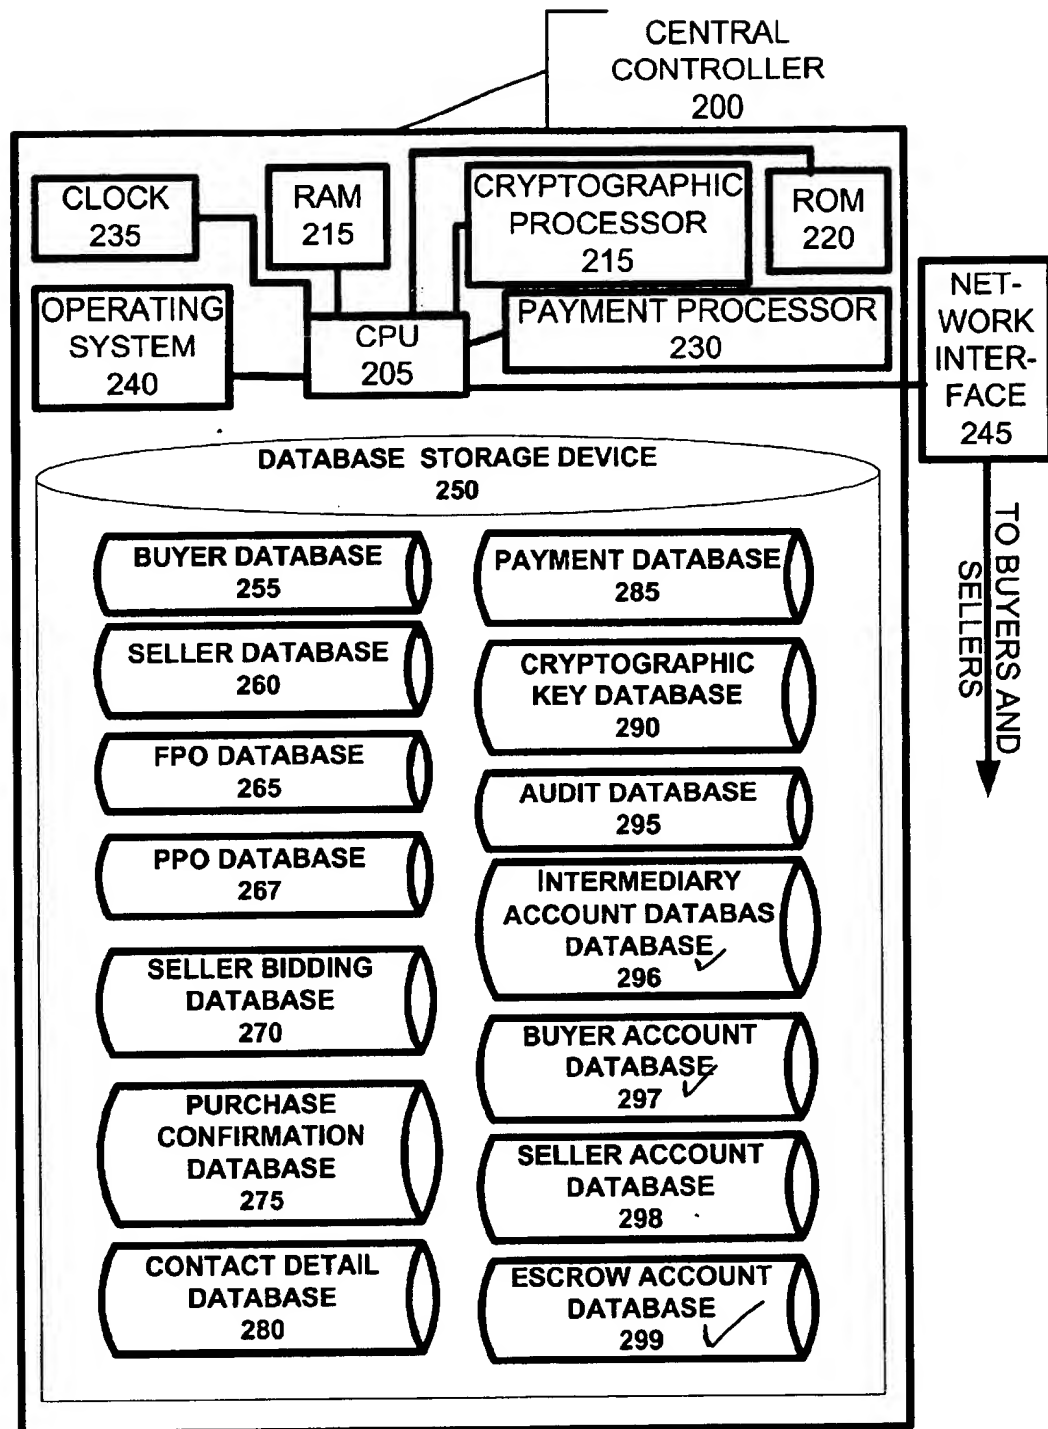 CENTRAL
CONTROLLER
200
CLOCK
235
RAM
215
CRYPTOGRAPHIC
PROCESSOR
215
ROM
220
OPERATING
SYSTEM
240
CPU
205
PAYMENT PROCESSOR
230
NET-
WORK
INTER-
FACE
245
TO BUYERS AND
SELLERS
DATABASE STORAGE DEVICE
250
BUYER DATABASE
255
SELLER DATABASE
260
FPO DATABASE
265
PPO DATABASE
267
SELLER BIDDING
DATABASE
270
PURCHASE
CONFIRMATION
DATABASE
275
CONTACT DETAIL
DATABASE
280
PAYMENT DATABASE
285
CRYPTOGRAPHIC
KEY DATABASE
290
AUDIT DATABASE
295
INTERMEDIARY
ACCOUNT DATABAS
DATABASE
296
BUYER ACCOUNT
DATABASE
297
SELLER ACCOUNT
DATABASE
298
ESCROW ACCOUNT
DATABASE
299